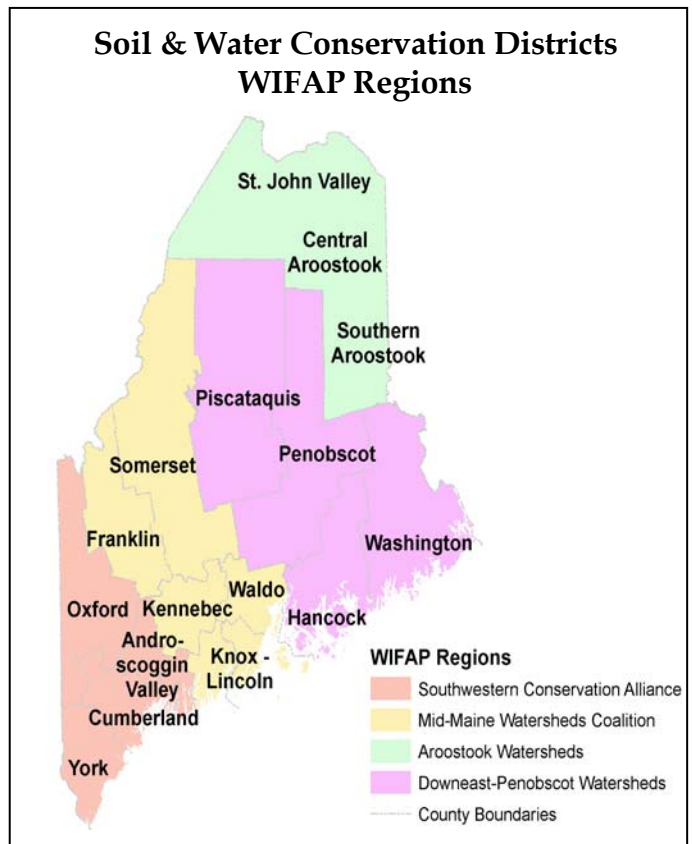 Soil & Water Conservation Districts
WIFAP Regions
St. John Valley
Central
Aroostook
Southern
Aroostook
Piscataquis
Penobscot
Somerset
Washington
Franklin
Waldo
Hancock
Oxford
Kennebec
Andro-
scoggin
Valley
Knox -
Lincoln
Cumberland
York
WIFAP Regions
Southwestern Conservation Alliance
Mid-Maine Watersheds Coalition
Aroostook Watersheds
Downeast-Penobscot Watersheds
County Boundaries